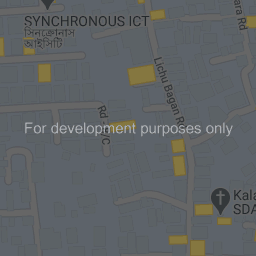 SYNCHRONOUS ICT
সিনক্রোনাস
আইসিটি
Lichu Bagan R
ara Rd
Rd
/C
For development purposes only
Kala
SDA